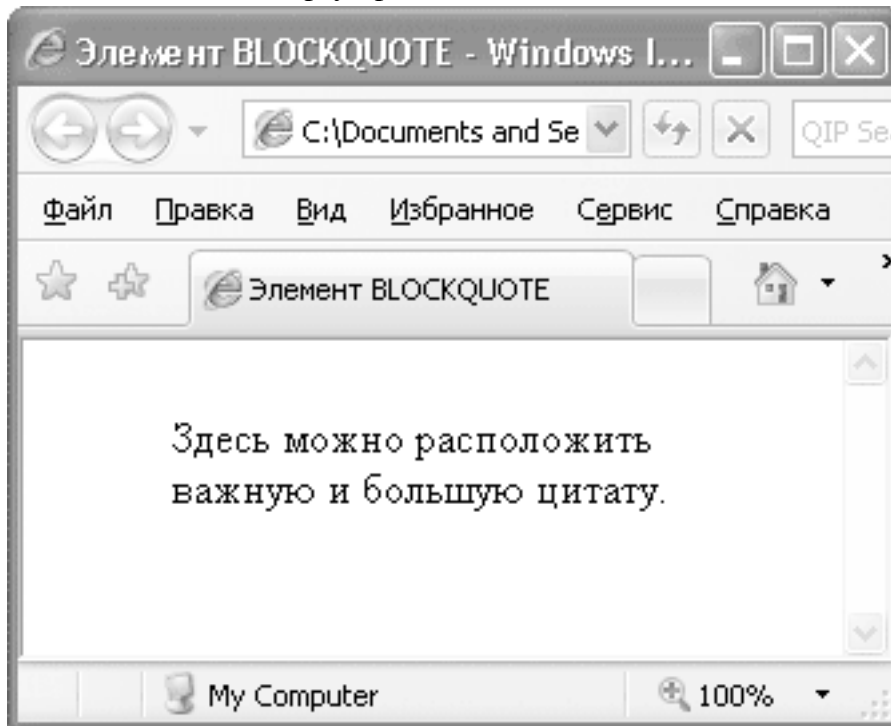 Элемент BLOCKQUOTE - Windows I...
C:\Documents and Se
QIP Se
Файл Правка Вид Избранное Сервис Справка
Элемент BLOCKQUOTE
Здесь можно расположить
важную и большую цитату.
My Computer
100%